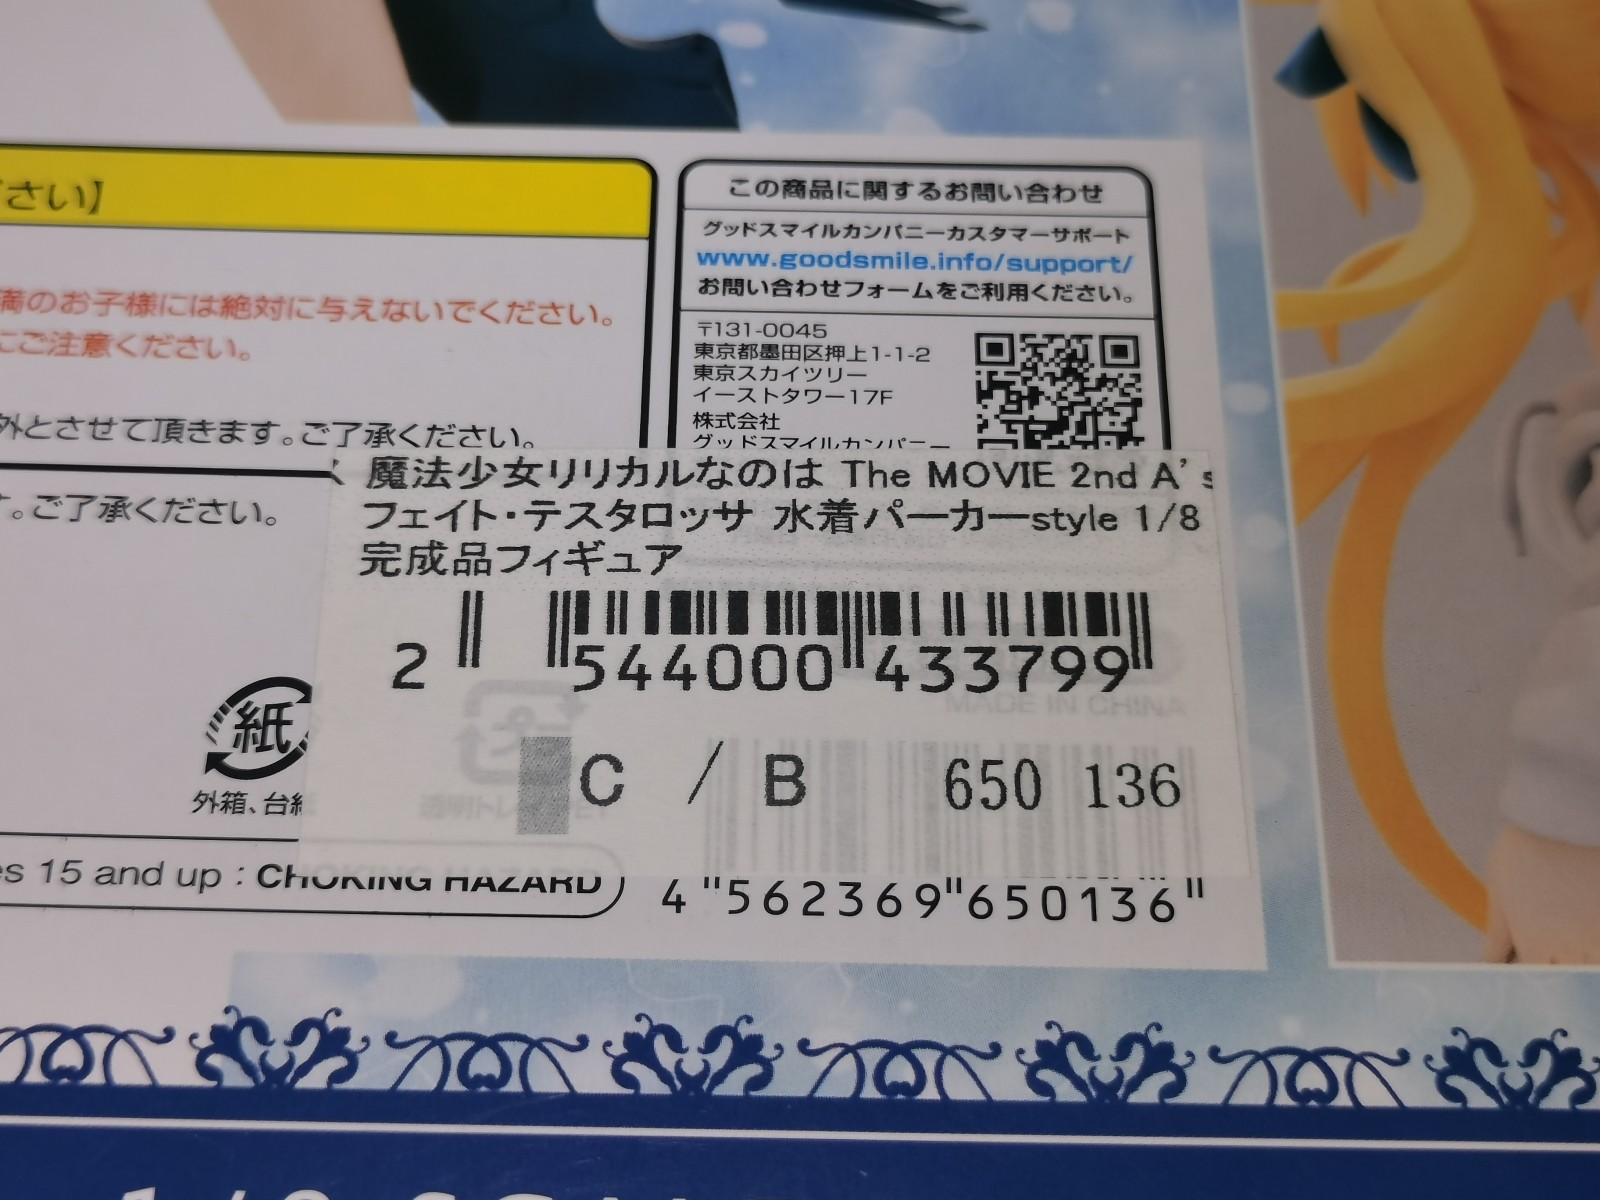 さい】
満のお子様には絶対に与えないでください。
にご注意ください。
外とさせて頂きます。ご了承ください。
す。ご了承ください。
この商品に関するお問い合わせ
グッドスマイルカンパニーカスタマーサポート
www.goodsmile.info/support/
お問い合わせフォームをご利用ください。
〒131-0045
東京都墨田区押上1-1-2
東京スカイツリー
イーストタワー17F
株式会社
グッドスマイルカンパニー
魔法少女リリカルなのは The MOVIE 2nd A's
フェイト・テスタロッサ 水着パーカーstyle 1/8
完成品フィギュア
2 544000 433799
MADE IN CHINA
C / B 650 136
紙
外箱、台紙
15 and up : CHOKING HAZARD
4 "562369"650136"